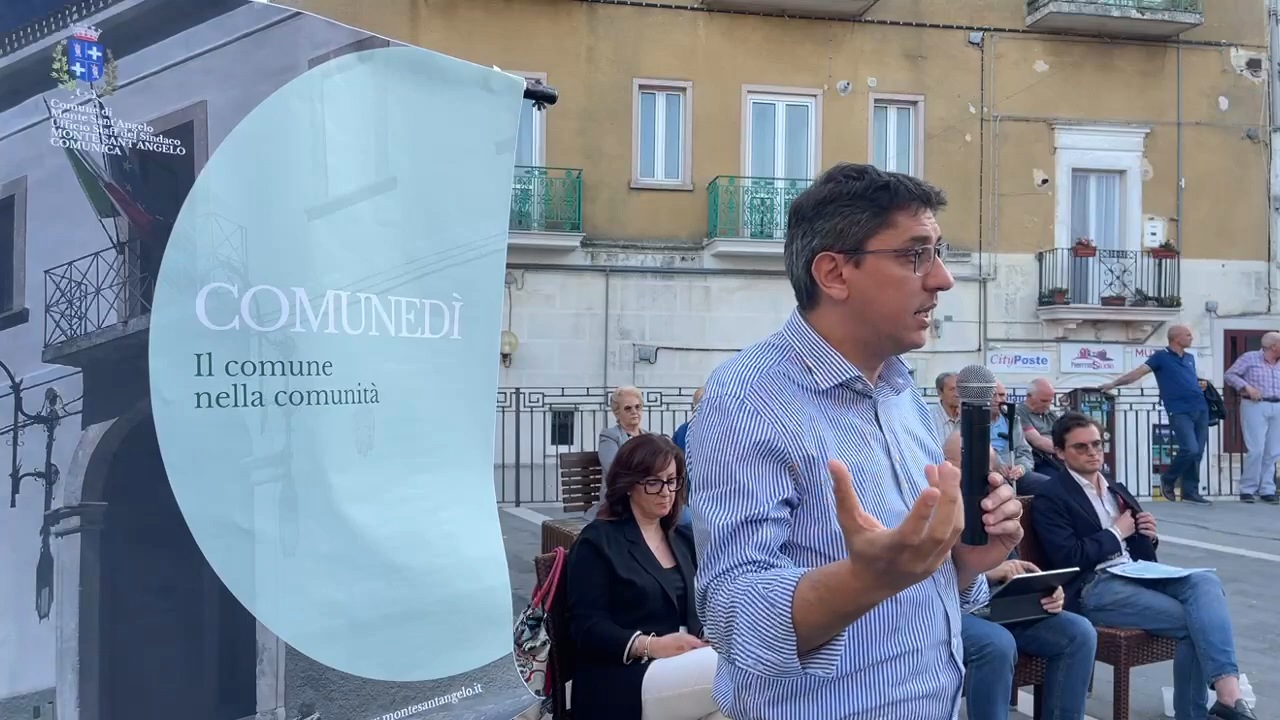 Comune di
Monte Sant'Angelo
Ufficio Staff del Sindaco
MONTE SANT'ANGELO
COMUNICA
COMUNEDÌ
Il comune
nella comunità
.montesantangelo.it
CityPoste